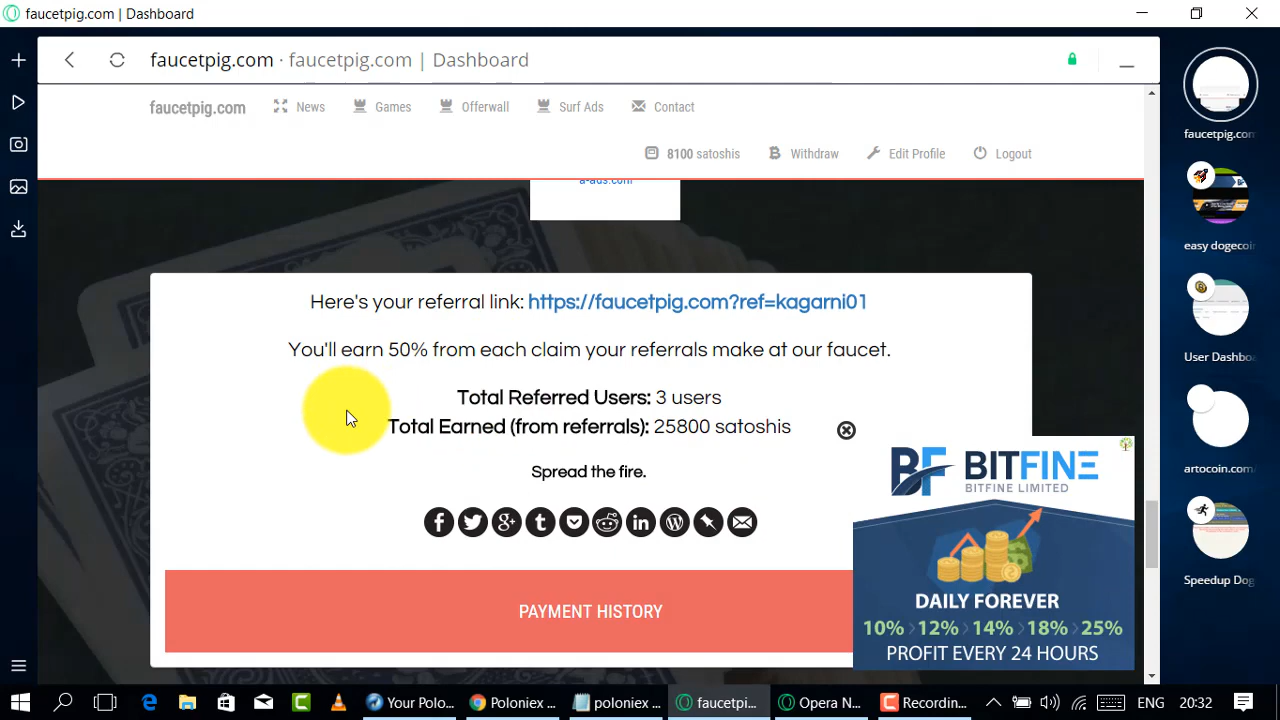 faucetpig.com | Dashboard
faucetpig.com · faucetpig.com | Dashboard
faucetpig.com News Games Offerwall Surf Ads Contact
8100 satoshis Withdraw Edit Profile Logout
a-ads.com
Here's your referral link: https://faucetpig.com?ref=kagarni01
You'll earn 50% from each claim your referrals make at our faucet.
Total Referred Users: 3 users
Total Earned (from referrals): 25800 satoshis
Spread the fire.
PAYMENT HISTORY
BF BITFINE
BITFINE LIMITED
DAILY FOREVER
10% > 12% > 14% > 18% > 25%
PROFIT EVERY 24 HOURS
faucetpig.com
easy dogecoin
User Dashbo
artocoin.com
Speedup Dog
Your Polo... Poloniex ... poloniex ... faucetpi... Opera N... Recordin... ENG 20:32